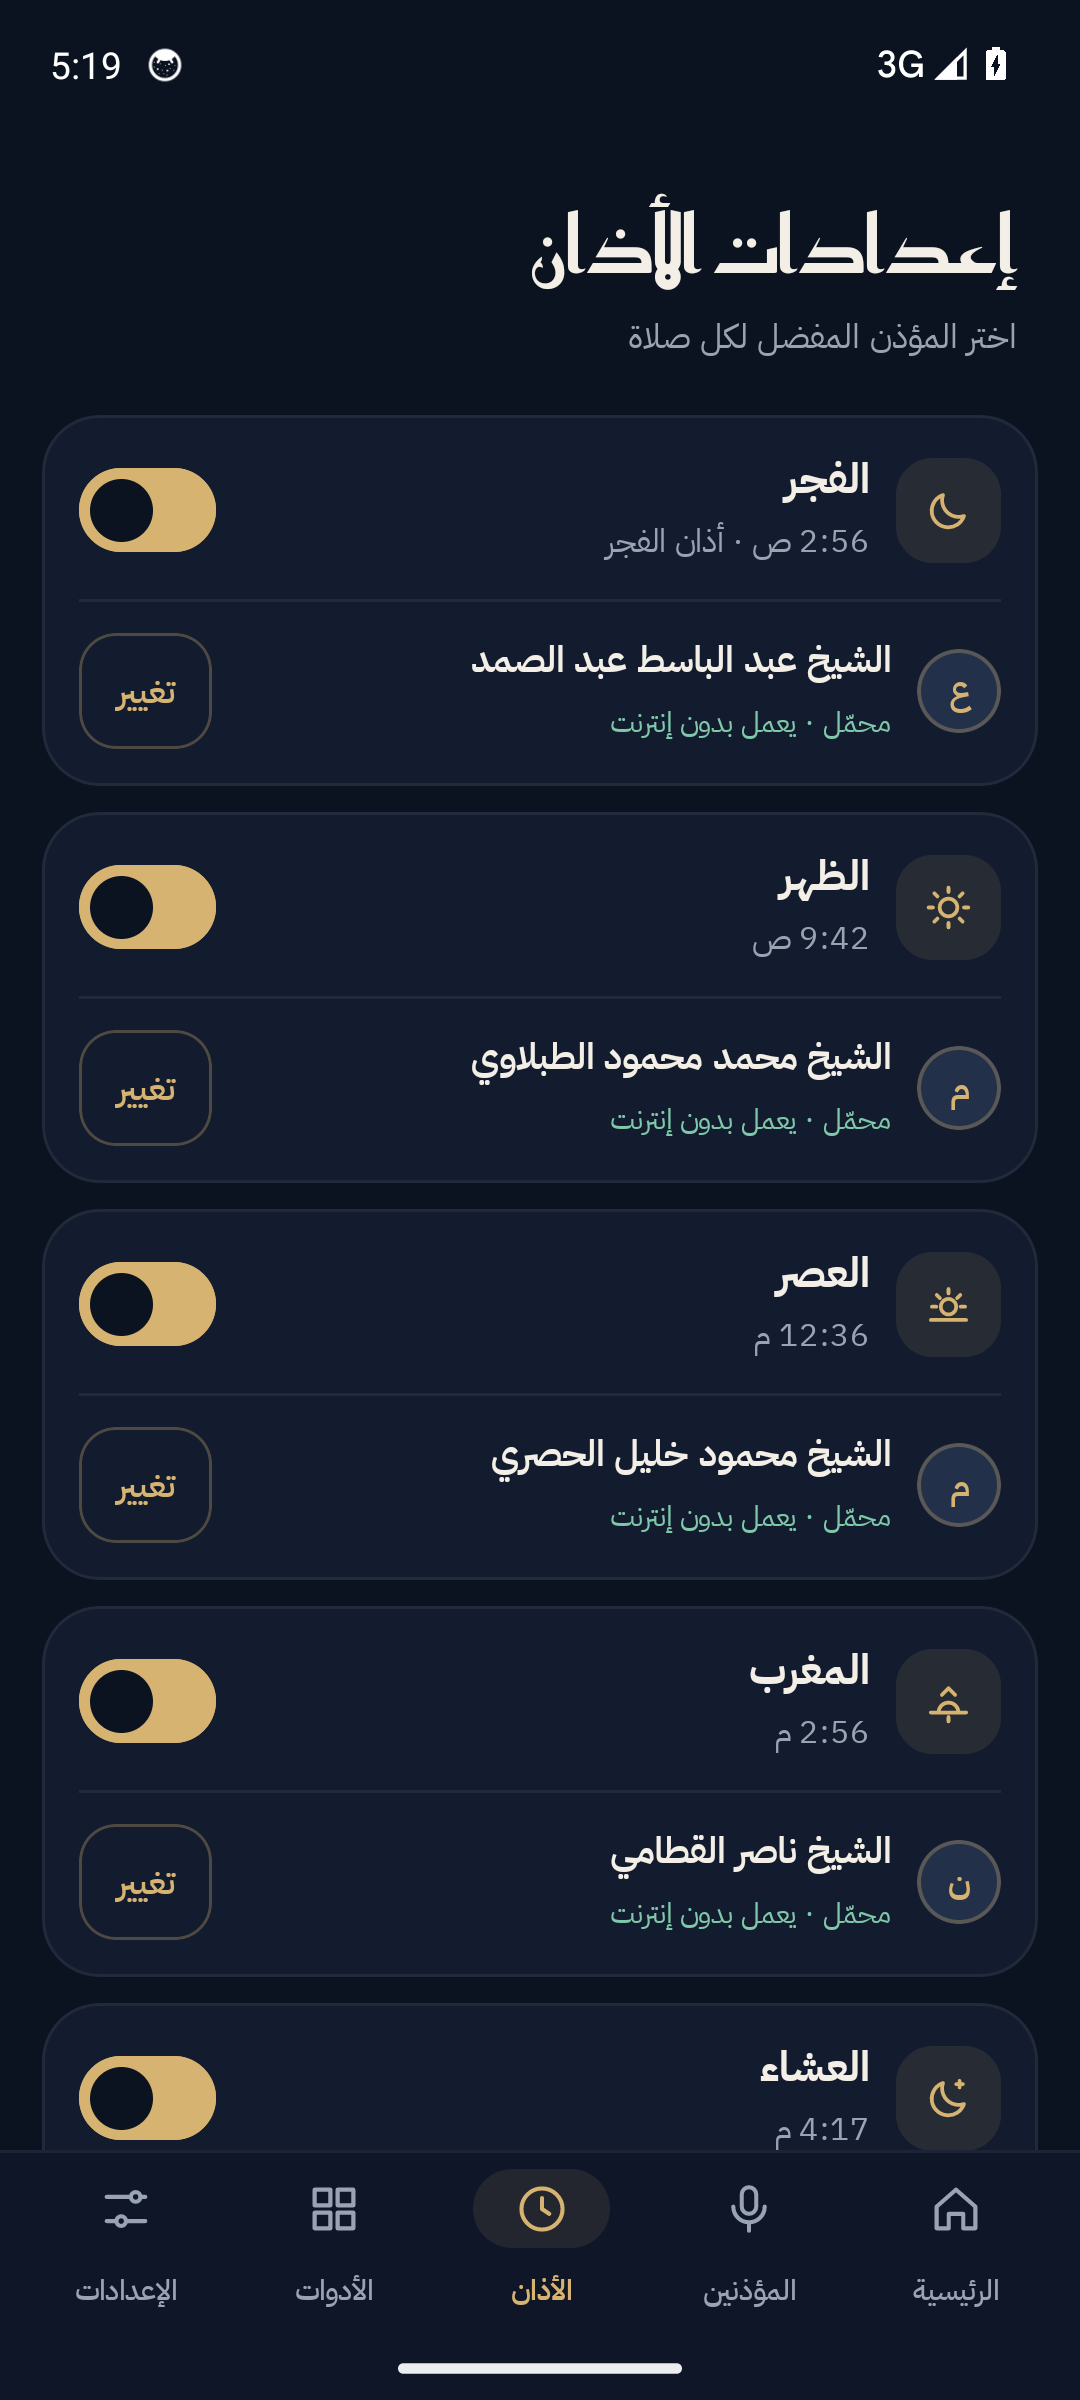 5:19
3G
إعدادات الأذان
اختر المؤذن المفضل لكل صلاة
الفجر
2:56 ص · أذان الفجر
ع
الشيخ عبد الباسط عبد الصمد
محمّل · يعمل بدون إنترنت
تغيير
الظهر
9:42 ص
م
الشيخ محمد محمود الطبلاوي
محمّل · يعمل بدون إنترنت
تغيير
العصر
12:36 م
م
الشيخ محمود خليل الحصري
محمّل · يعمل بدون إنترنت
تغيير
المغرب
2:56 م
ن
الشيخ ناصر القطامي
محمّل · يعمل بدون إنترنت
تغيير
العشاء
4:17 م
الرئيسية
المؤذنين
الأذان
الأدوات
الإعدادات